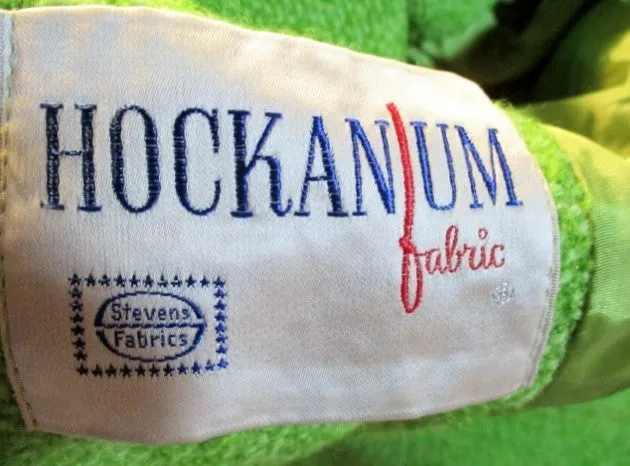 HOCKANUM
fabric
®
Stevens
Fabrics